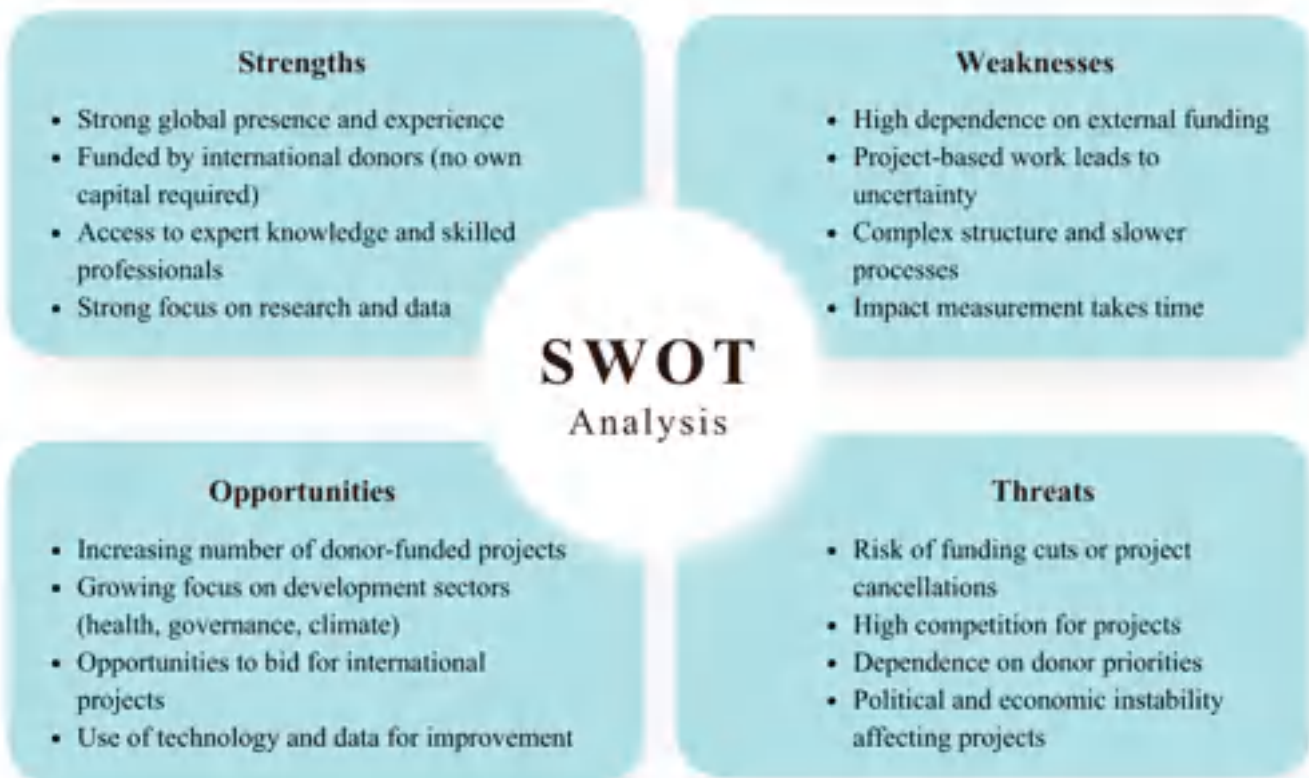 Strengths
• Strong global presence and experience
• Funded by international donors (no own
capital required)
• Access to expert knowledge and skilled
professionals
• Strong focus on research and data
Weaknesses
• High dependence on external funding
• Project-based work leads to
uncertainty
• Complex structure and slower
processes
• Impact measurement takes time
SWOT
Analysis
Opportunities
• Increasing number of donor-funded projects
• Growing focus on development sectors
(health, governance, climate)
• Opportunities to bid for international
projects
• Use of technology and data for improvement
Threats
• Risk of funding cuts or project
cancellations
• High competition for projects
• Dependence on donor priorities
• Political and economic instability
affecting projects